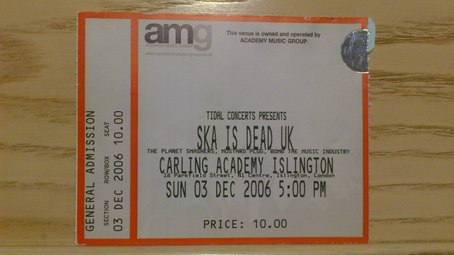 amg
This venue is owned and operated by
ACADEMY MUSIC GROUP
TIDAL CONCERTS PRESENTS
SKA IS DEAD UK
THE PLANET SMASHERS, MUSTARD PLUG, BOMB THE MUSIC INDUSTRY
CARLING ACADEMY ISLINGTON
16 Parkfield Street, N1 Centre, Islington, London
SUN 03 DEC 2006 5:00 PM
PRICE: 10.00
GENERAL ADMISSION
SECTION ROW/BOX SEAT
03 DEC 2006 10.00